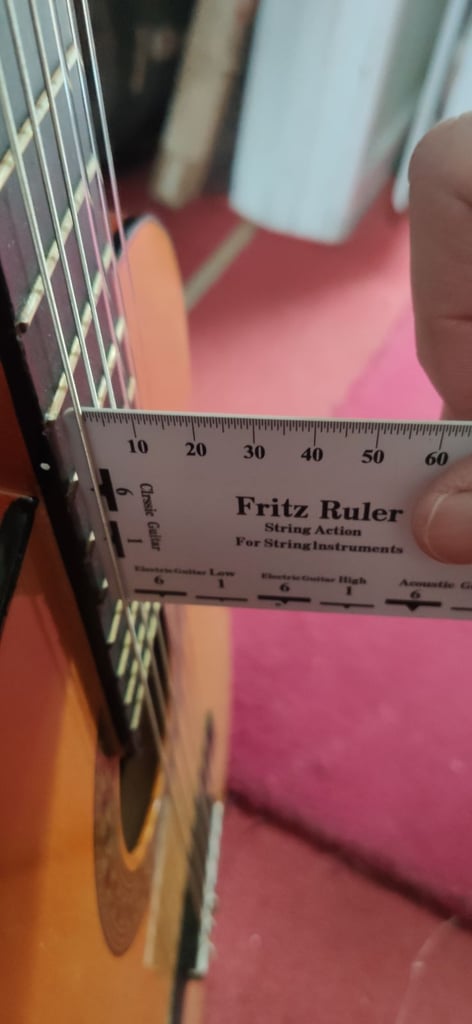 10 20 30 40 50 60
Fritz Ruler
String Action
For String Instruments
Clrssic Guitar
6 1
Electric Guitar Low
6 1
Electric Guitar High
6 1
Acoustic G
6